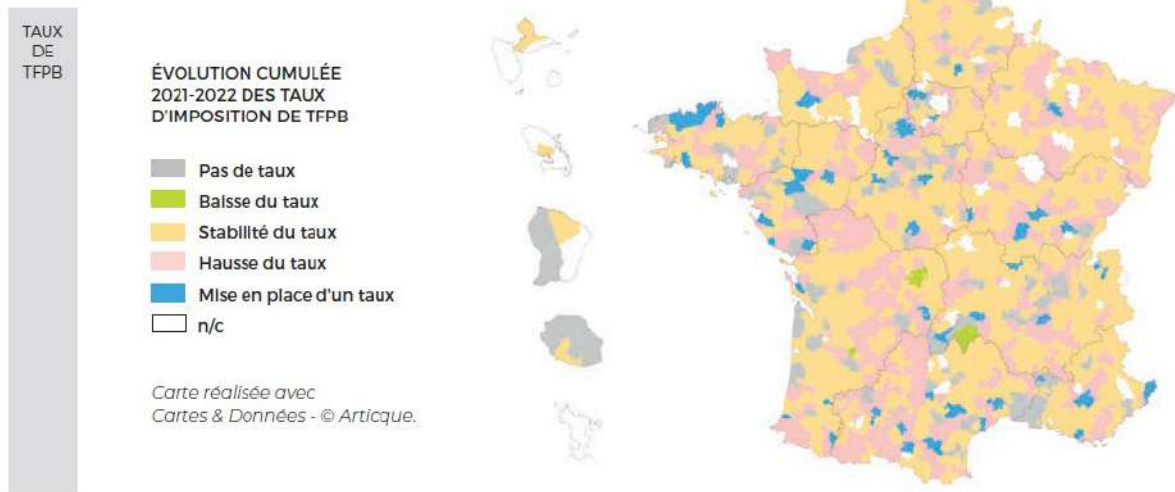 TAUX
DE
TFPB
ÉVOLUTION CUMULÉE
2021-2022 DES TAUX
D'IMPOSITION DE TFPB
Pas de taux
Baisse du taux
Stabilité du taux
Hausse du taux
Mise en place d'un taux
n/c
Carte réalisée avec
Cartes & Données - © Articque.